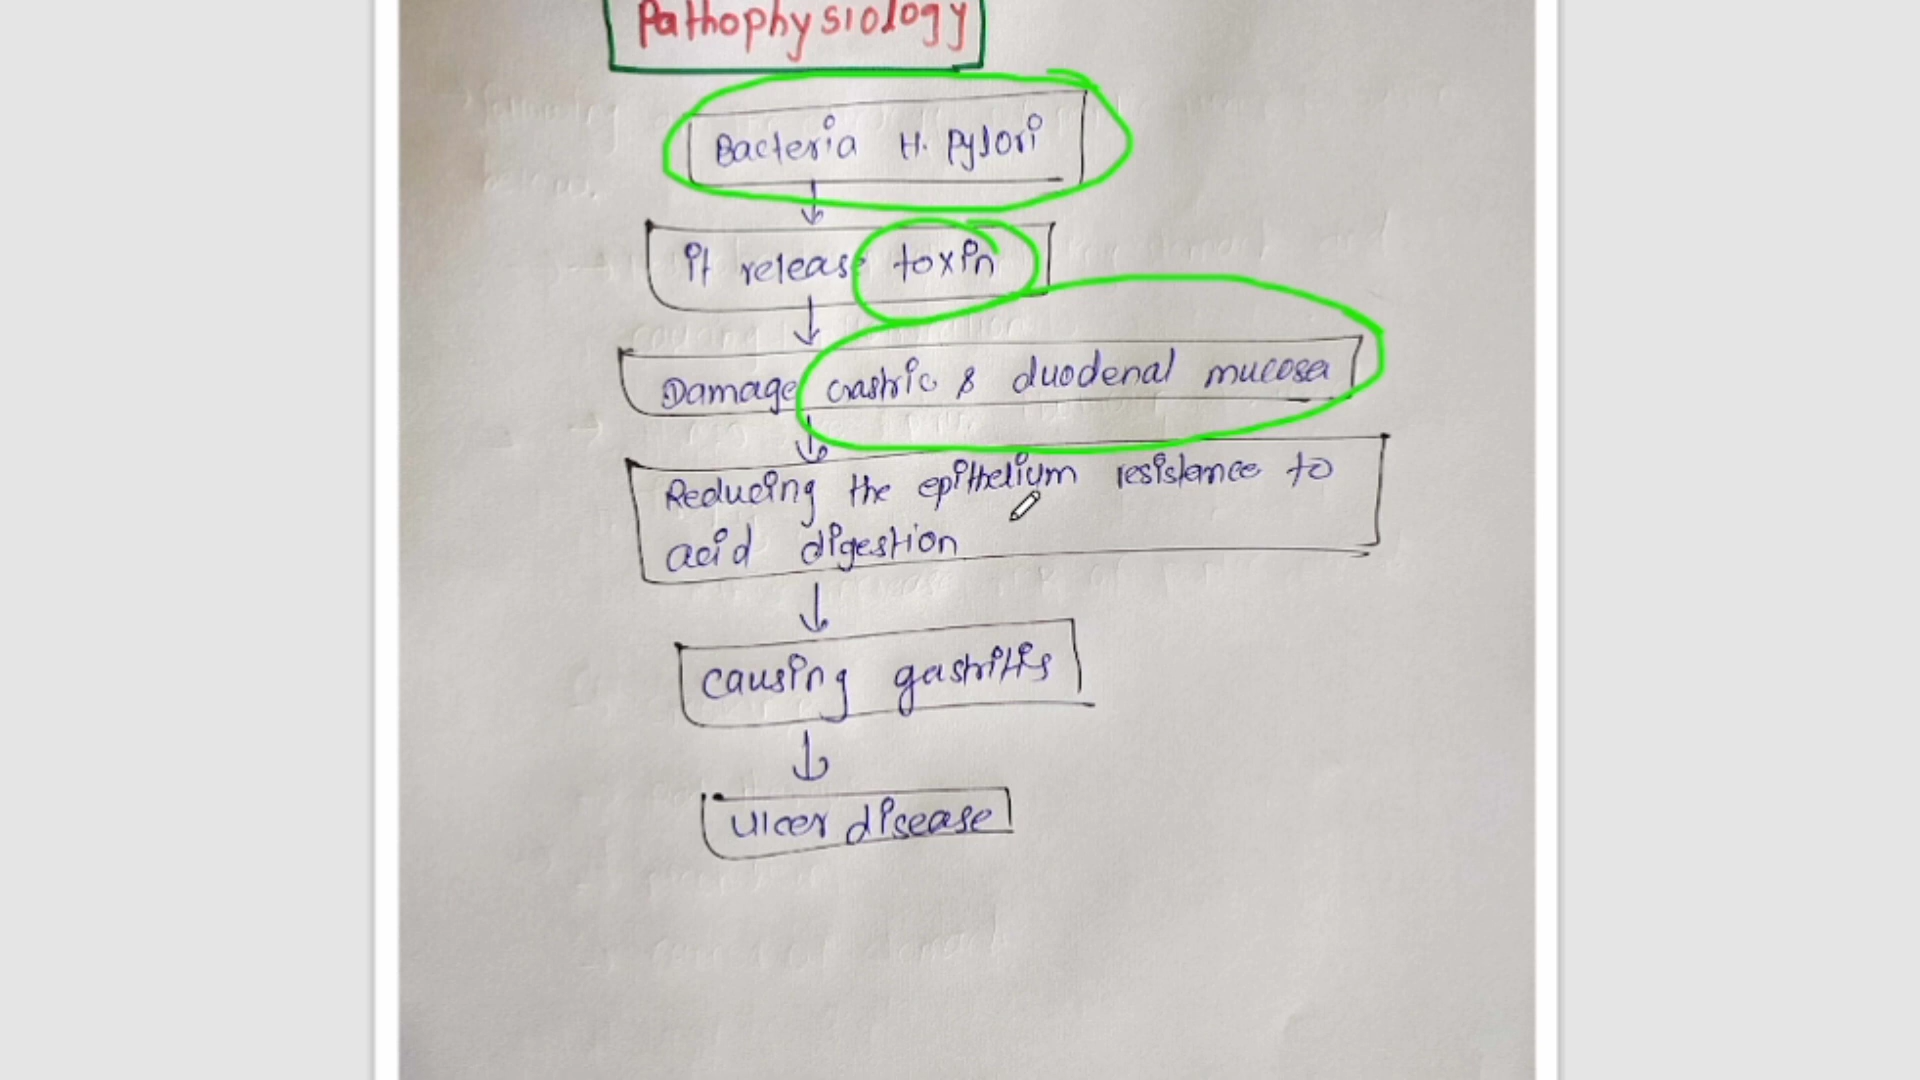 Pathophysiology
Bacteria H. pylori
it release toxin
Damage Gastric & duodenal mucosa
Reducing the epithelium resistance to
acid digestion
causing gastritis
Ulcer disease